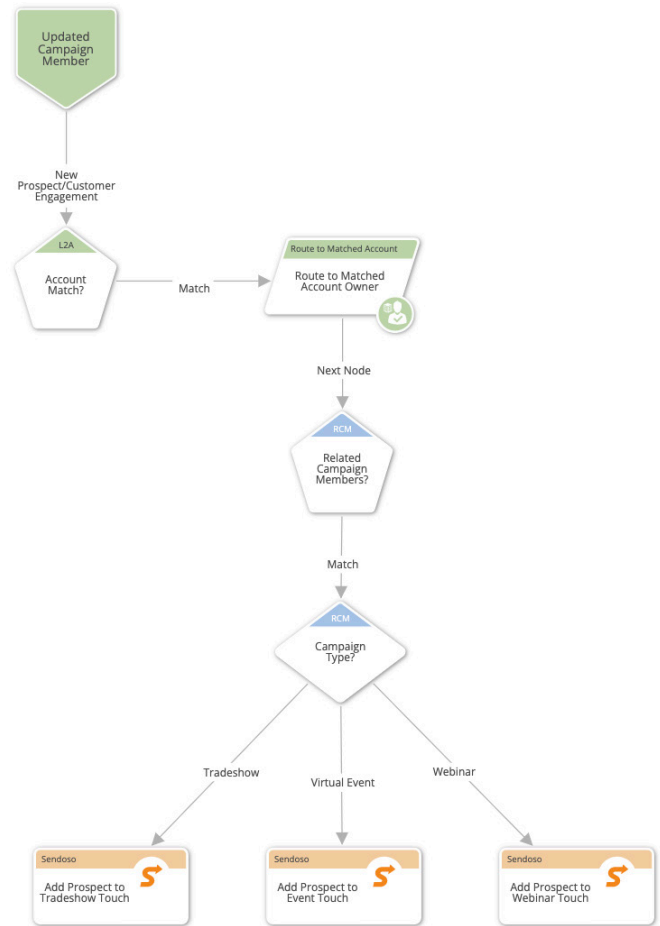 Updated
Campaign
Member
New
Prospect/Customer
Engagement
L2A
Account
Match?
Match
Route to Matched Account
Route to Matched
Account Owner
Next Node
RCM
Related
Campaign
Members?
Match
RCM
Campaign
Type?
Tradeshow
Virtual Event
Webinar
Sendoso
Add Prospect to
Tradeshow Touch
Sendoso
Add Prospect to
Event Touch
Sendoso
Add Prospect to
Webinar Touch